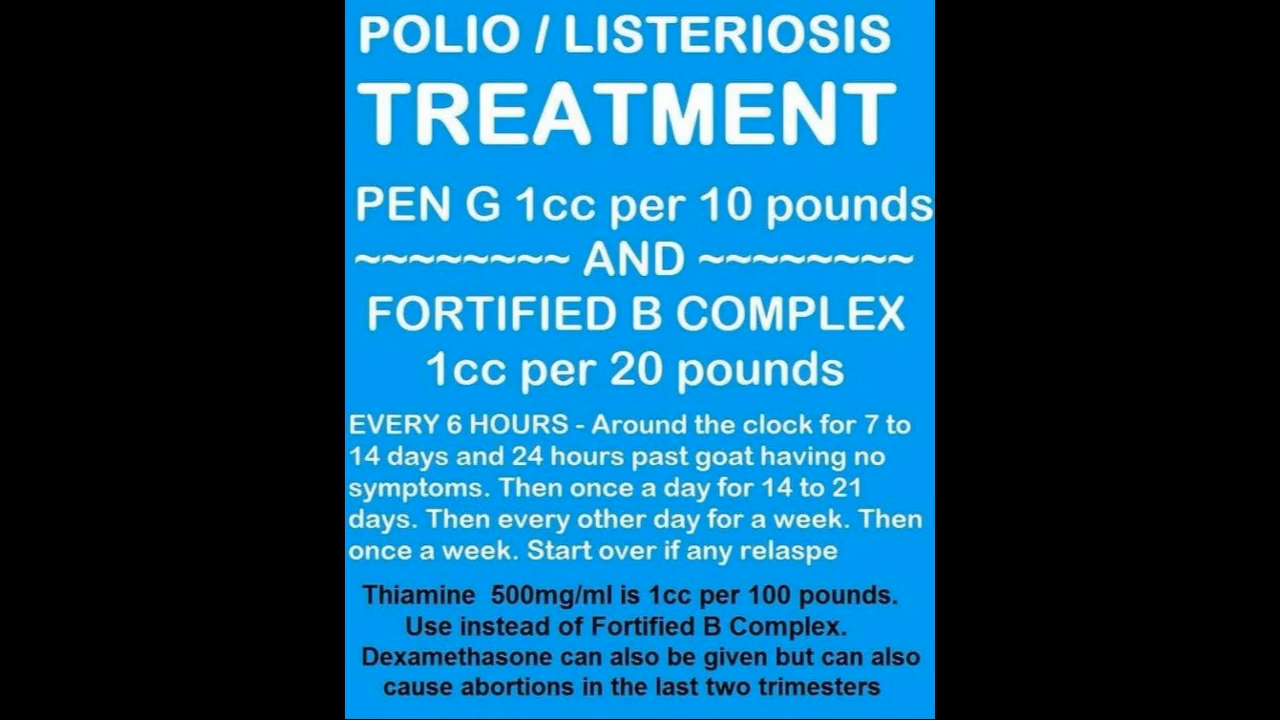 POLIO / LISTERIOSIS
TREATMENT
PEN G 1cc per 10 pounds
~~~~~~~~ AND ~~~~~~~~
FORTIFIED B COMPLEX
1cc per 20 pounds
EVERY 6 HOURS - Around the clock for 7 to
14 days and 24 hours past goat having no
symptoms. Then once a day for 14 to 21
days. Then every other day for a week. Then
once a week. Start over if any relaspe
Thiamine 500mg/ml is 1cc per 100 pounds.
Use instead of Fortified B Complex.
Dexamethasone can also be given but can also
cause abortions in the last two trimesters